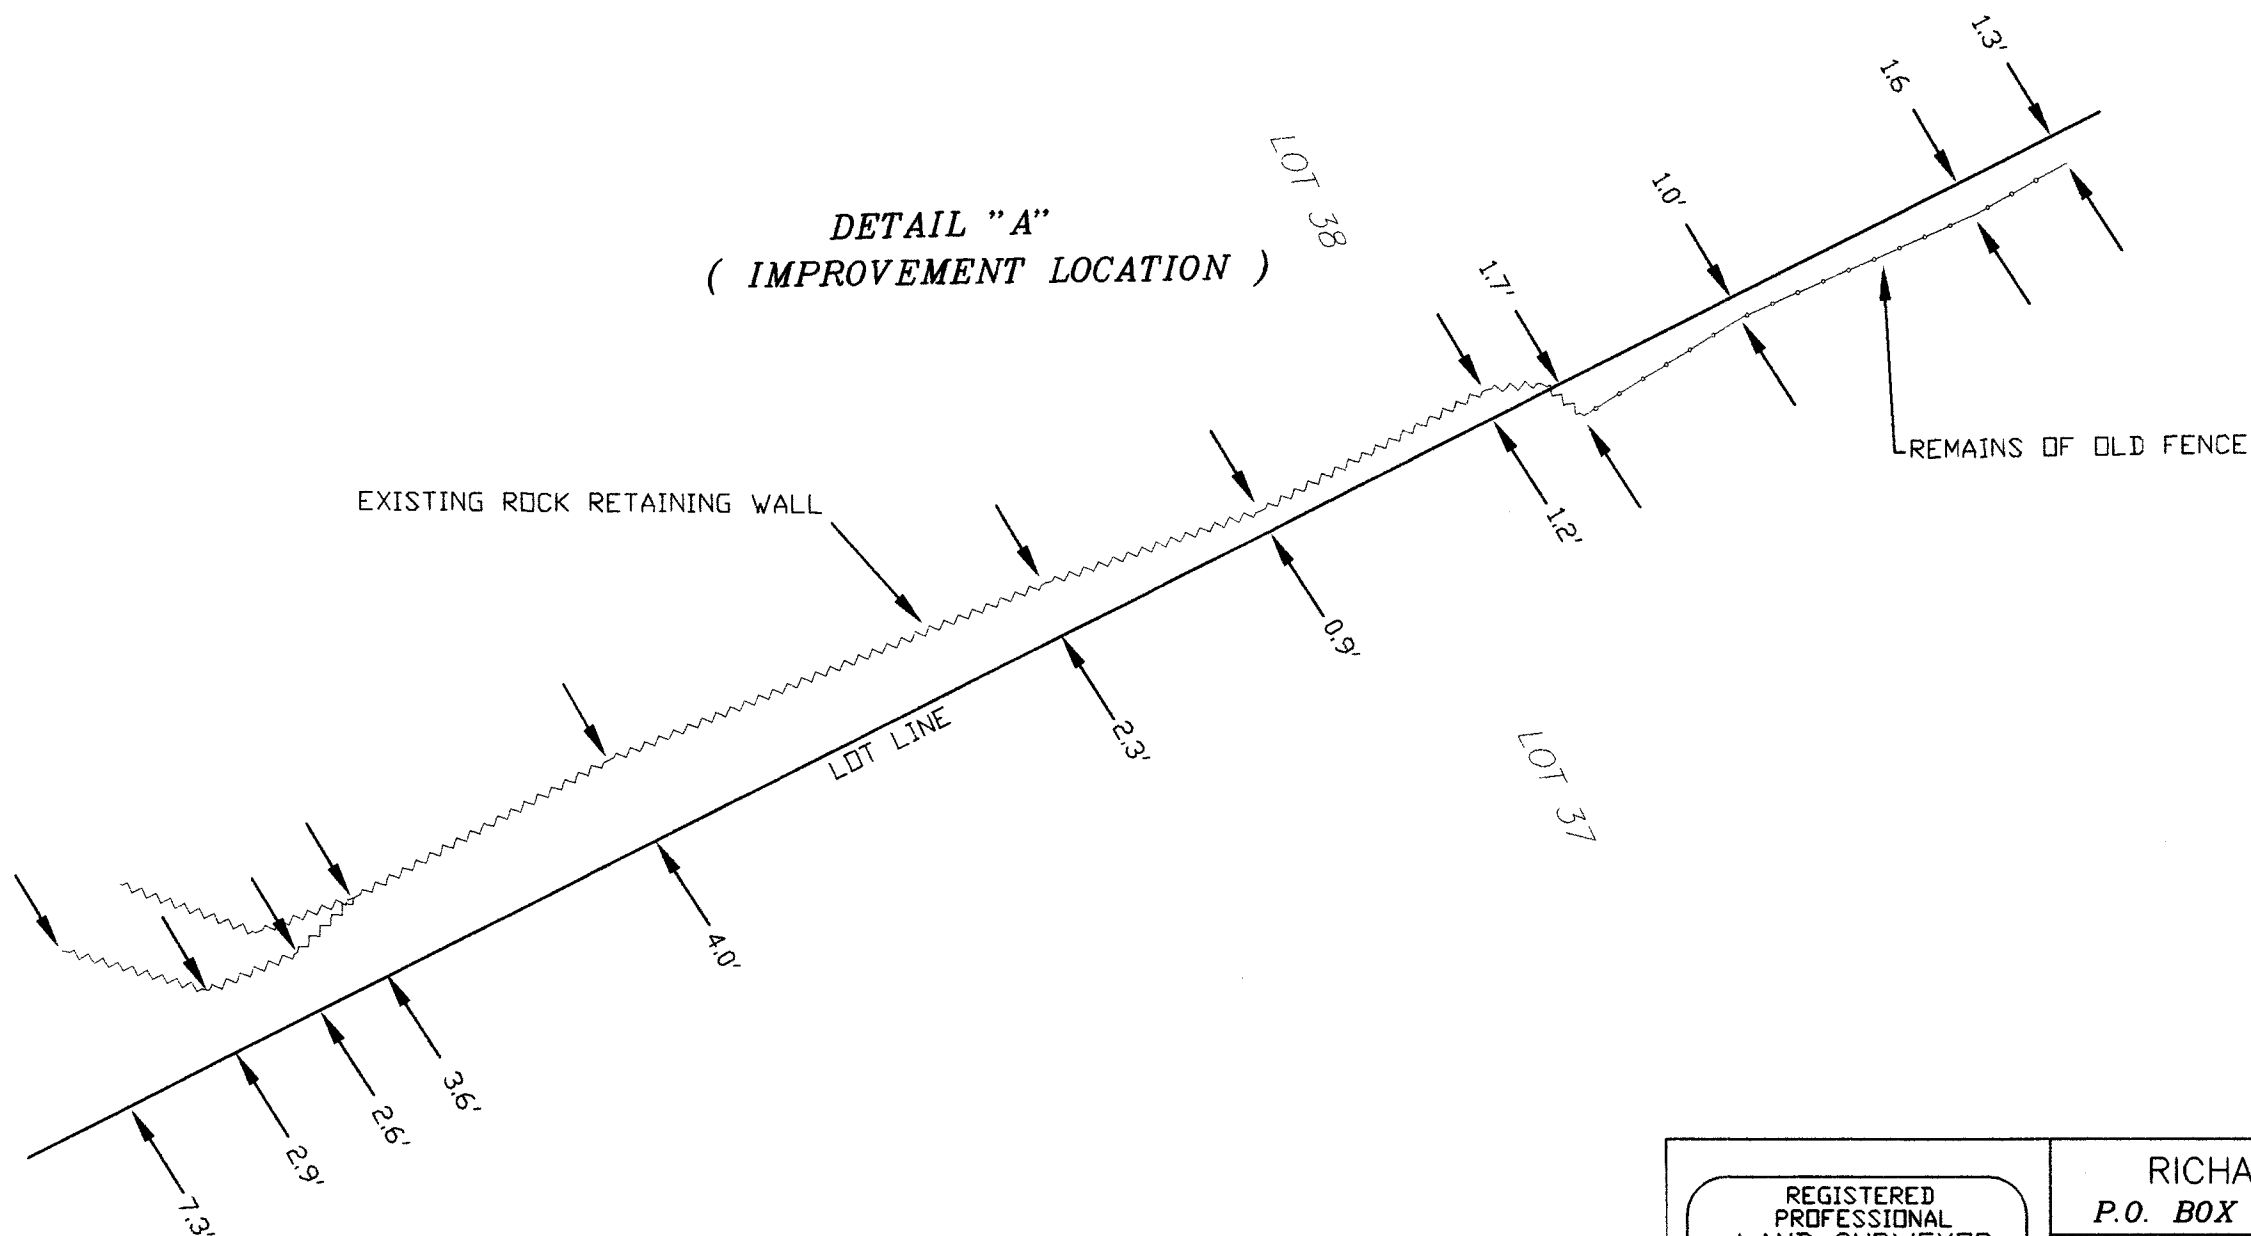 1.3'
1.6
LOT 38
1.0'
DETAIL "A"
( IMPROVEMENT LOCATION )
1.7'
REMAINS OF OLD FENCE
EXISTING ROCK RETAINING WALL
1.2'
0.9'
LOT LINE
2.3'
LOT 37
4.0'
3.6'
2.6'
2.9'
7.3'
REGISTERED
PROFESSIONAL
LAND SURVEYOR
RICHA
P.O. BOX